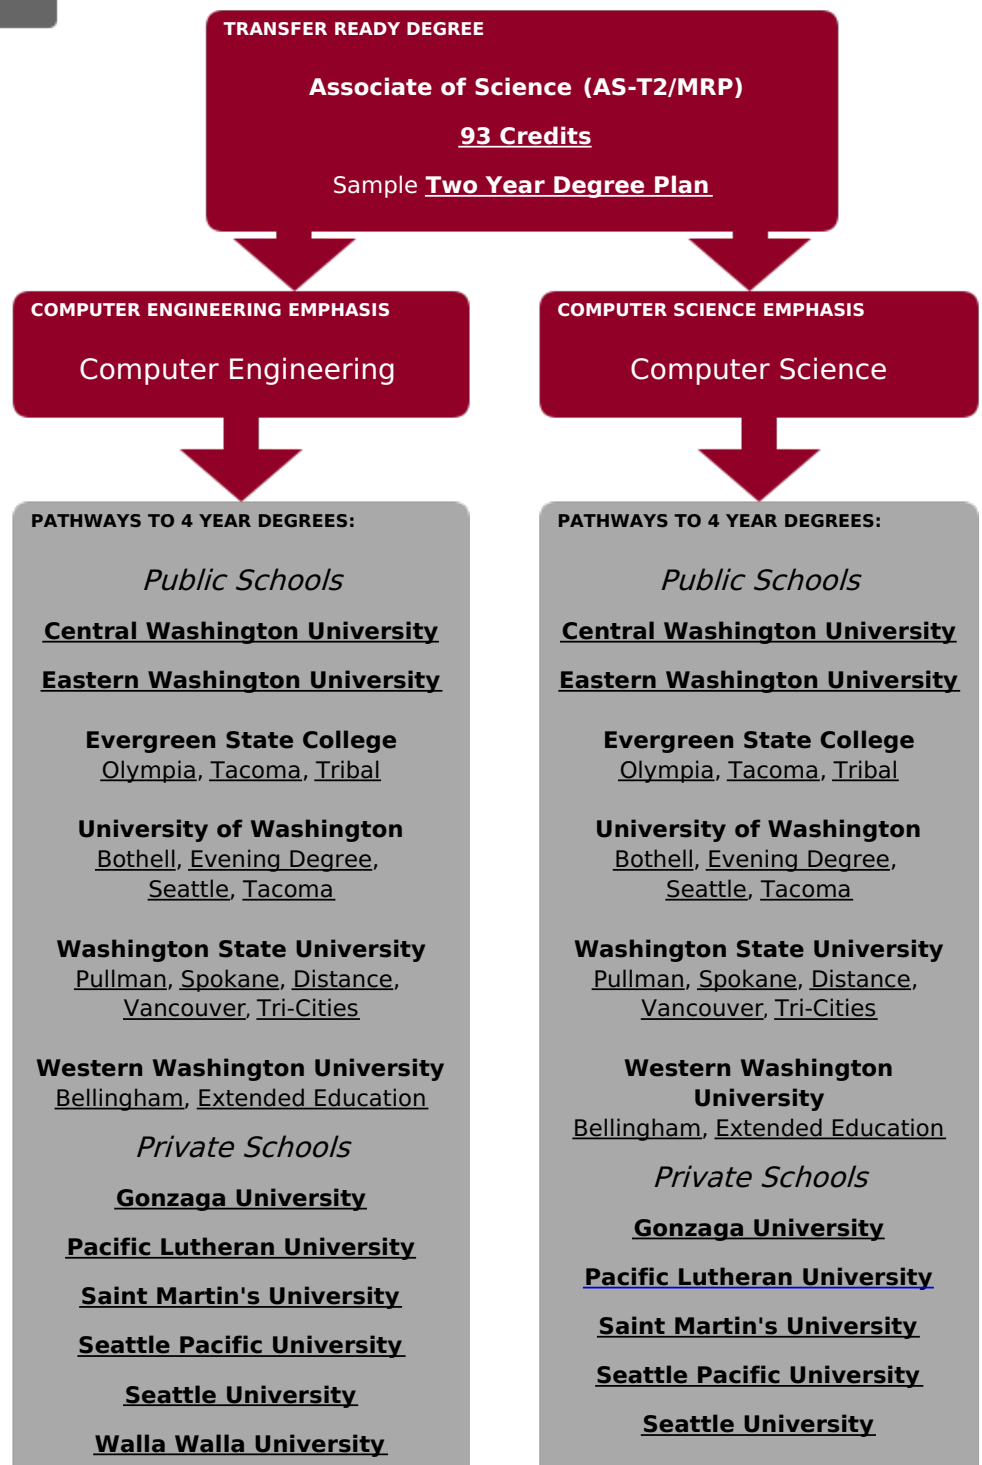 TRANSFER READY DEGREE
Associate of Science (AS-T2/MRP)
93 Credits
Sample Two Year Degree Plan
COMPUTER ENGINEERING EMPHASIS
Computer Engineering
PATHWAYS TO 4 YEAR DEGREES:
Public Schools
Central Washington University
Eastern Washington University
Evergreen State College
Olympia, Tacoma, Tribal
University of Washington
Bothell, Evening Degree,
Seattle, Tacoma
Washington State University
Pullman, Spokane, Distance,
Vancouver, Tri-Cities
Western Washington University
Bellingham, Extended Education
Private Schools
Gonzaga University
Pacific Lutheran University
Saint Martin's University
Seattle Pacific University
Seattle University
Walla Walla University
COMPUTER SCIENCE EMPHASIS
Computer Science
PATHWAYS TO 4 YEAR DEGREES:
Public Schools
Central Washington University
Eastern Washington University
Evergreen State College
Olympia, Tacoma, Tribal
University of Washington
Bothell, Evening Degree,
Seattle, Tacoma
Washington State University
Pullman, Spokane, Distance,
Vancouver, Tri-Cities
Western Washington
University
Bellingham, Extended Education
Private Schools
Gonzaga University
Pacific Lutheran University
Saint Martin's University
Seattle Pacific University
Seattle University